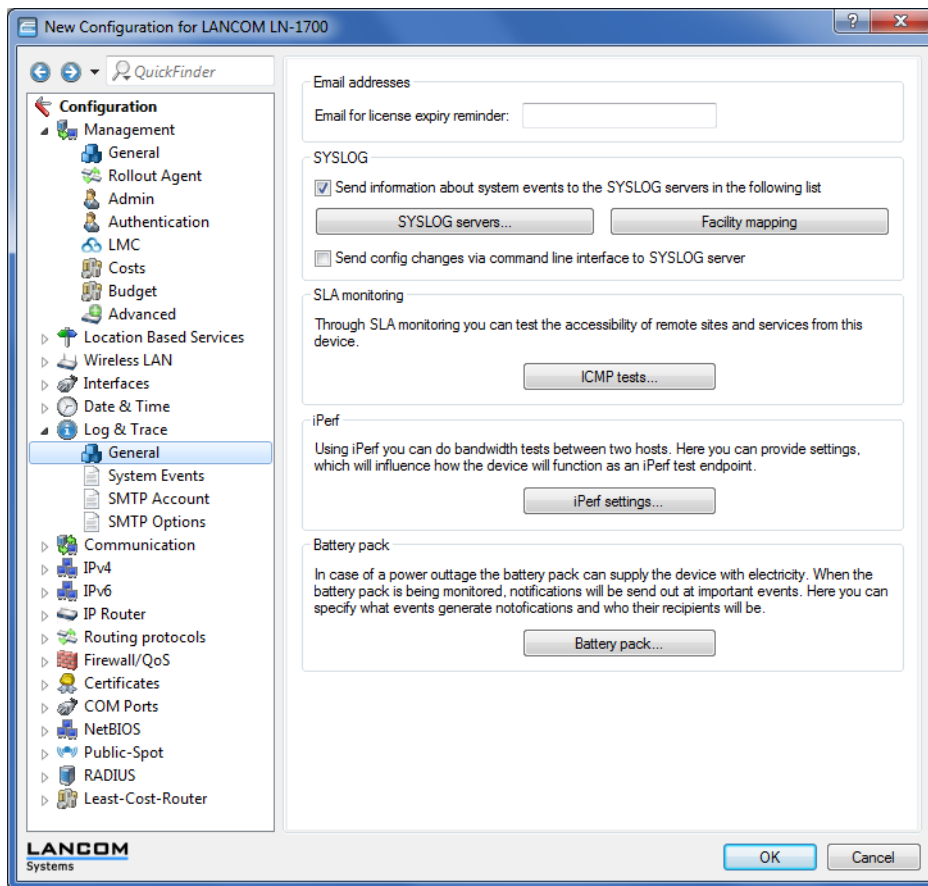 New Configuration for LANCOM LN-1700
?
QuickFinder
Configuration
Management
General
Rollout Agent
Admin
Authentication
LMC
Costs
Budget
Advanced
Location Based Services
Wireless LAN
Interfaces
Date & Time
Log & Trace
General
System Events
SMTP Account
SMTP Options
Communication
IPv4
IPv6
IP Router
Routing protocols
Firewall/QoS
Certificates
COM Ports
NetBIOS
Public-Spot
RADIUS
Least-Cost-Router
Email addresses
Email for license expiry reminder:
SYSLOG
Send information about system events to the SYSLOG servers in the following list
SYSLOG servers... Facility mapping
Send config changes via command line interface to SYSLOG server
SLA monitoring
Through SLA monitoring you can test the accessibility of remote sites and services from this
device.
ICMP tests...
iPerf
Using iPerf you can do bandwidth tests between two hosts. Here you can provide settings,
which will influence how the device will function as an iPerf test endpoint.
iPerf settings...
Battery pack
In case of a power outtage the battery pack can supply the device with electricity. When the
battery pack is being monitored, notifications will be send out at important events. Here you can
specify what events generate notofications and who their recipients will be.
Battery pack...
LANCOM
Systems
OK Cancel